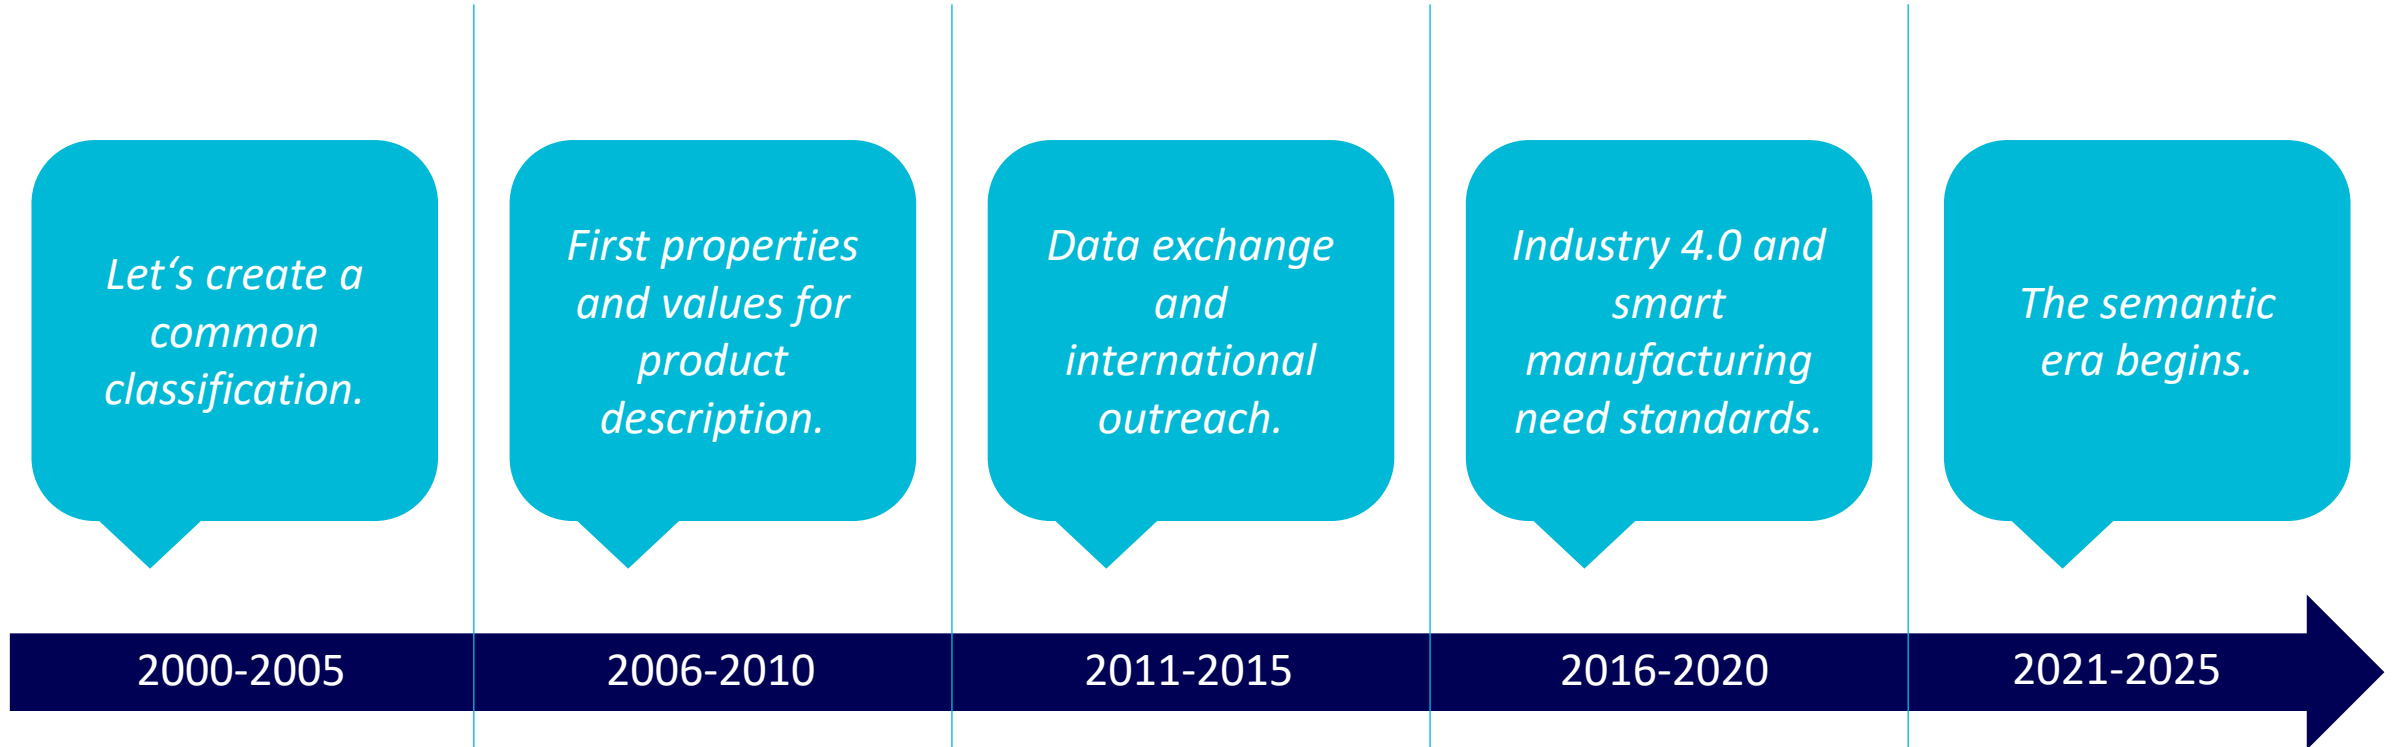 Let‘s create a
common
classification.
First properties
and values for
product
description.
Data exchange
and
international
outreach.
Industry 4.0 and
smart
manufacturing
need standards.
The semantic
era begins.
2000-2005
2006-2010
2011-2015
2016-2020
2021-2025